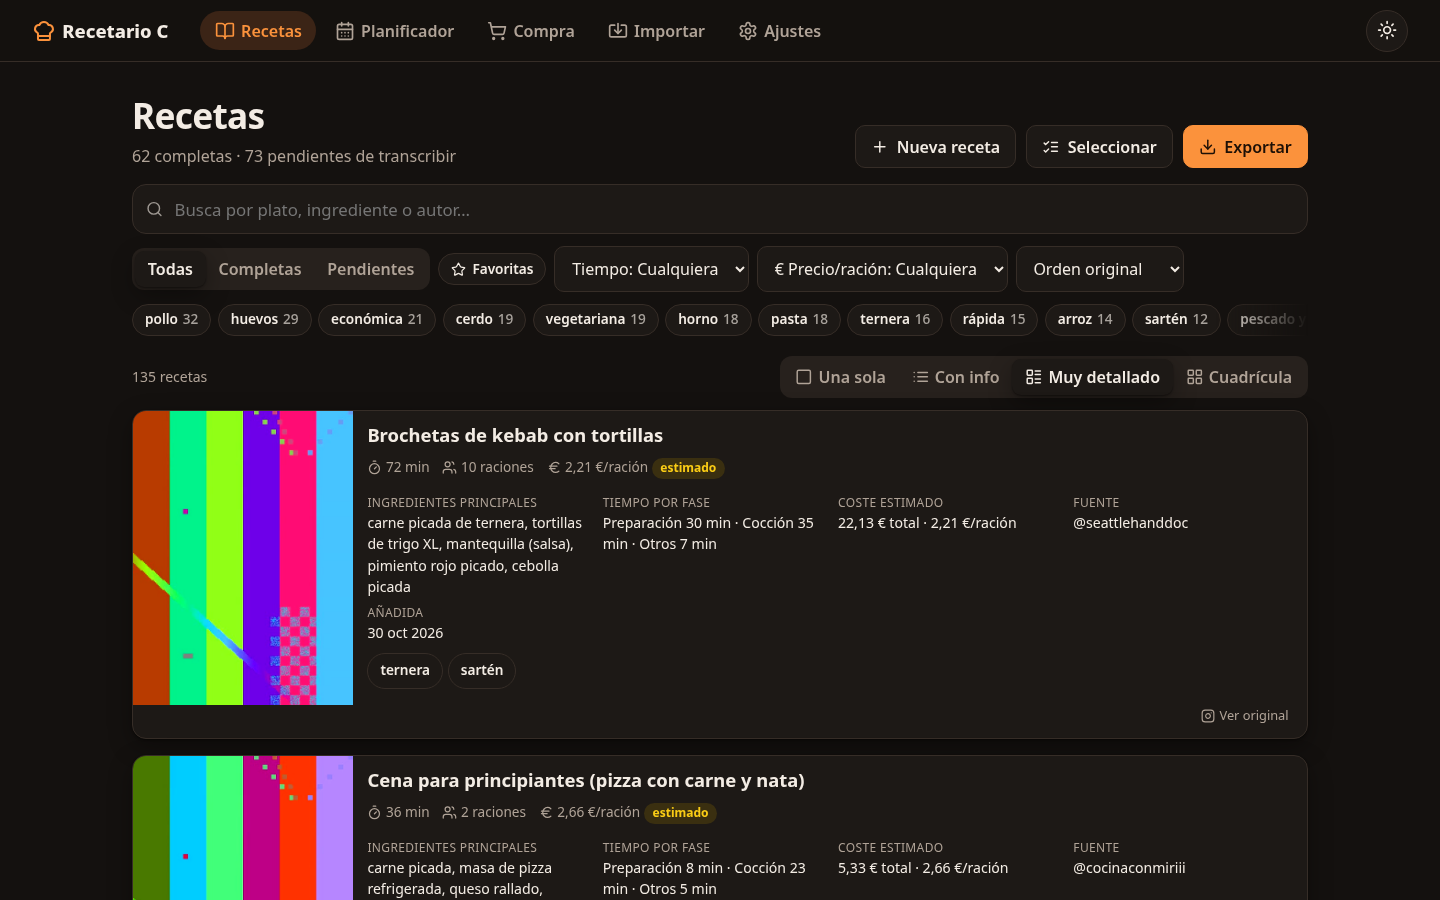 Recetario C
Recetas
Planificador
Compra
Importar
Ajustes
Recetas
62 completas · 73 pendientes de transcribir
Nueva receta
Seleccionar
Exportar
Busca por plato, ingrediente o autor...
Todas
Completas
Pendientes
Favoritas
Tiempo: Cualquiera
€ Precio/ración: Cualquiera
Orden original
pollo 32
huevos 29
económica 21
cerdo 19
vegetariana 19
horno 18
pasta 18
ternera 16
rápida 15
arroz 14
sartén 12
pescado y
135 recetas
Una sola
Con info
Muy detallado
Cuadrícula
Brochetas de kebab con tortillas
72 min
10 raciones
€ 2,21 €/ración
estimado
INGREDIENTES PRINCIPALES
carne picada de ternera, tortillas
de trigo XL, mantequilla (salsa),
pimiento rojo picado, cebolla
picada
TIEMPO POR FASE
Preparación 30 min · Cocción 35
min · Otros 7 min
COSTE ESTIMADO
22,13 € total · 2,21 €/ración
FUENTE
@seattlehanddoc
AÑADIDA
30 oct 2026
ternera
sartén
Ver original
Cena para principiantes (pizza con carne y nata)
36 min
2 raciones
€ 2,66 €/ración
estimado
INGREDIENTES PRINCIPALES
carne picada, masa de pizza
refrigerada, queso rallado,
TIEMPO POR FASE
Preparación 8 min · Cocción 23
min · Otros 5 min
COSTE ESTIMADO
5,33 € total · 2,66 €/ración
FUENTE
@cocinaconmiriii